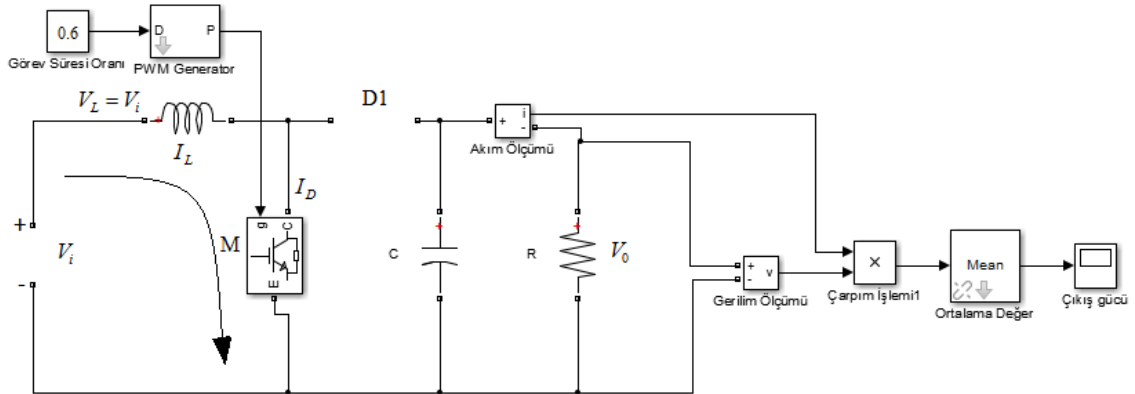 0.6
D
P
Görev Süresi Oranı
PWM Generator
V_L = V_i
D1
I_L
i
+
-
Akım Ölçümü
I_D
+
V_i
-
M
g
C
E
C
R
V_0
+
-
v
Gerilim Ölçümü
×
Çarpım İşlemi1
Mean
Ortalama Değer
Çıkış gücü